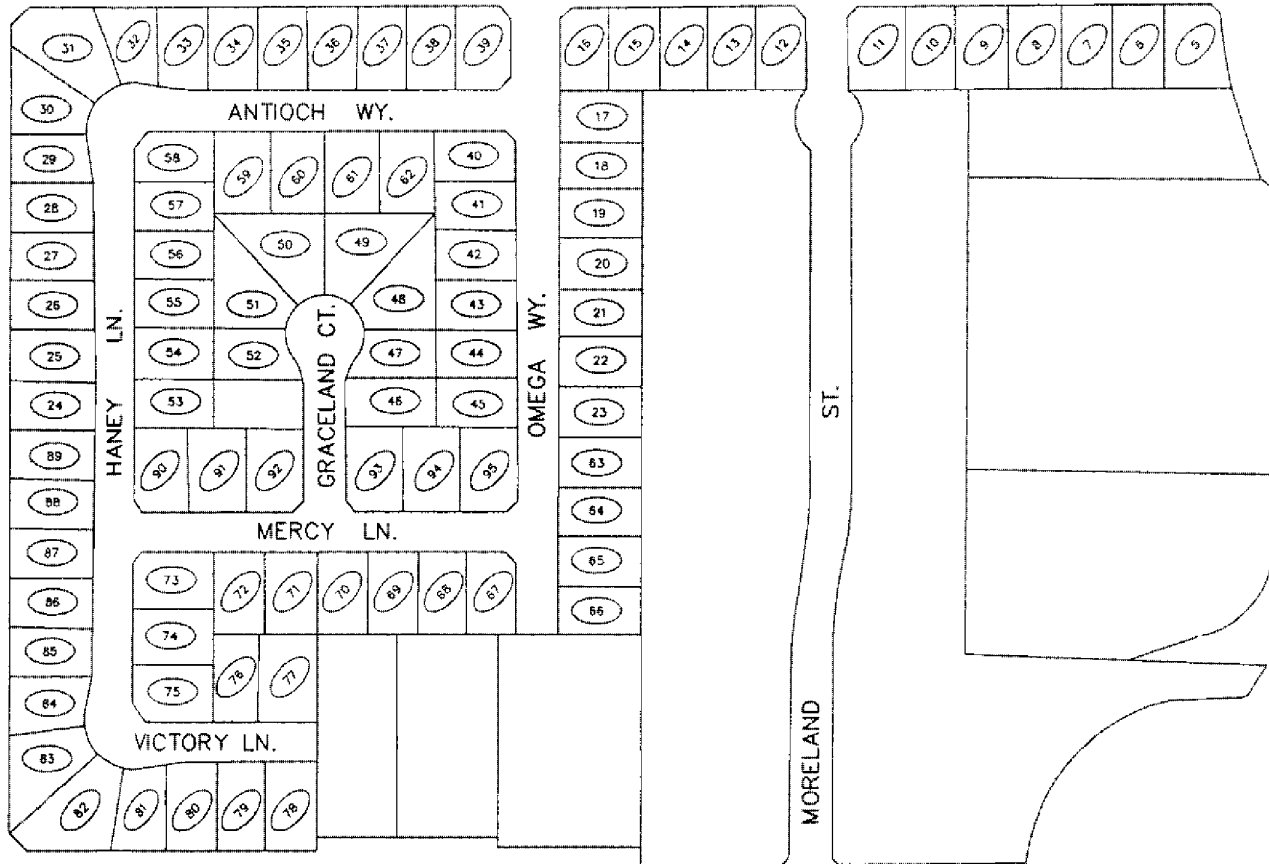 31 32 33 34 35 36 37 38 39
16 15 14 13 12
11 10 9 8 7 6 5
30
ANTIOCH WY.
17
29
58 59 60 61 62 40
18
28
57 41
19
27
56 50 49 42
20
26
55 51 48 43
21
25
54 52 47 44
22
24
53 46 45
23
HANEY LN.
GRACELAND CT.
OMEGA WY.
MORELAND ST.
89
90 91 92 93 94 95
63
88
64
MERCY LN.
87
73 72 71 70 69 68 67
65
86
66
85
74
84
75 76 77
VICTORY LN.
83
82 81 80 79 78